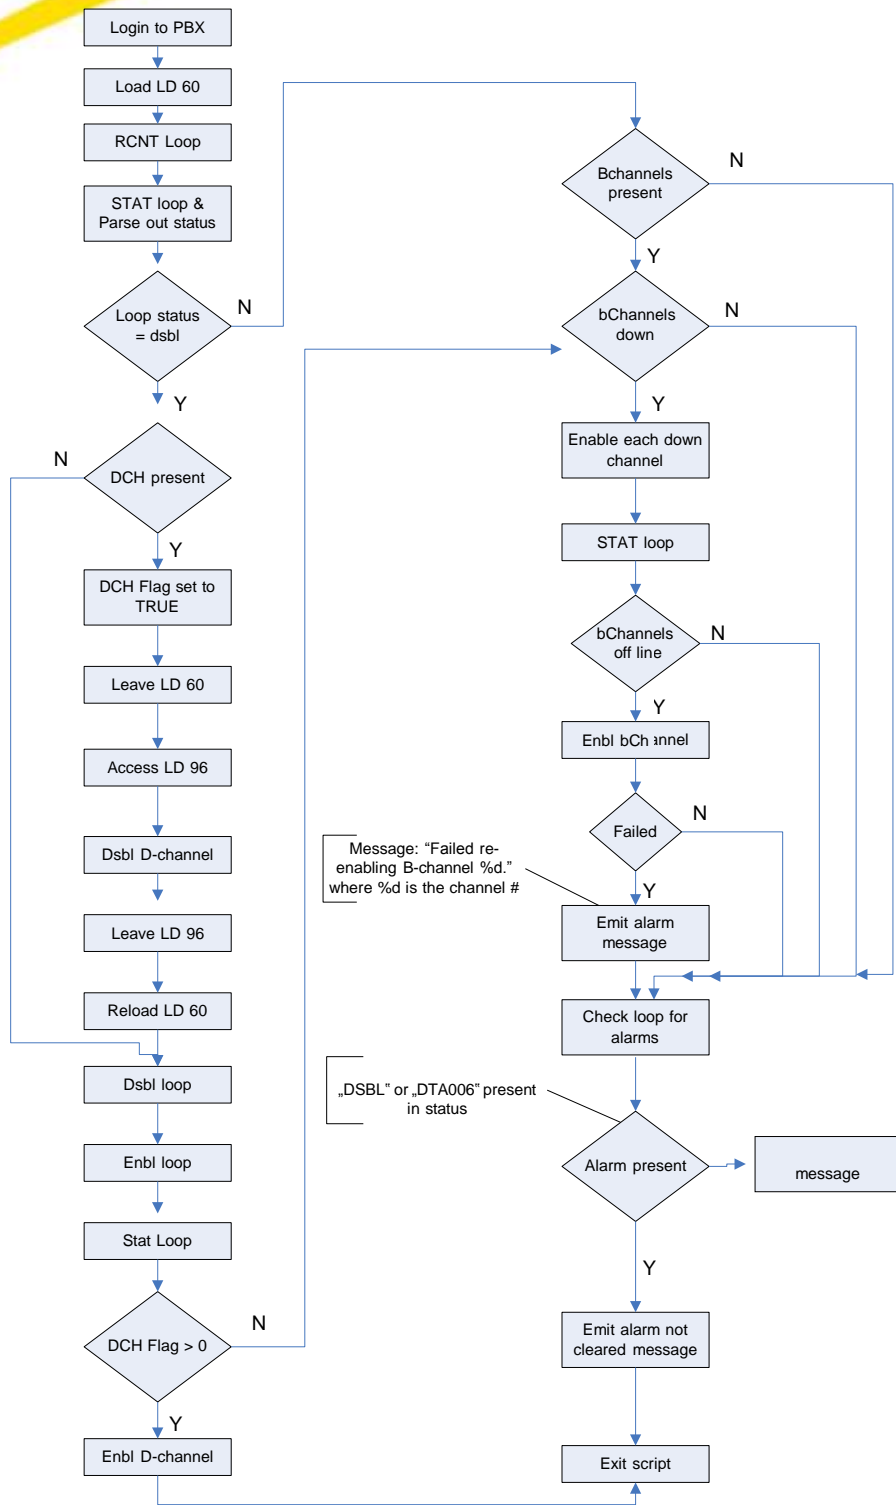 Login to PBX
Load LD 60
RCNT Loop
STAT loop &
Parse out status
Loop status
= dsbl
N
Y
DCH present
N
Y
DCH Flag set to
TRUE
Leave LD 60
Access LD 96
Dsbl D-channel
Leave LD 96
Reload LD 60
Dsbl loop
Enbl loop
Stat Loop
DCH Flag > 0
N
Y
Enbl D-channel
Bchannels
present
N
Y
bChannels
down
N
Y
Enable each down
channel
STAT loop
bChannels
off line
N
Y
Enbl bChannel
Failed
N
Y
Message: “Failed re-
enabling B-channel %d.”
where %d is the channel #
Emit alarm
message
Check loop for
alarms
„DSBL“ or „DTA006“ present
in status
Alarm present
message
Y
Emit alarm not
cleared message
Exit script